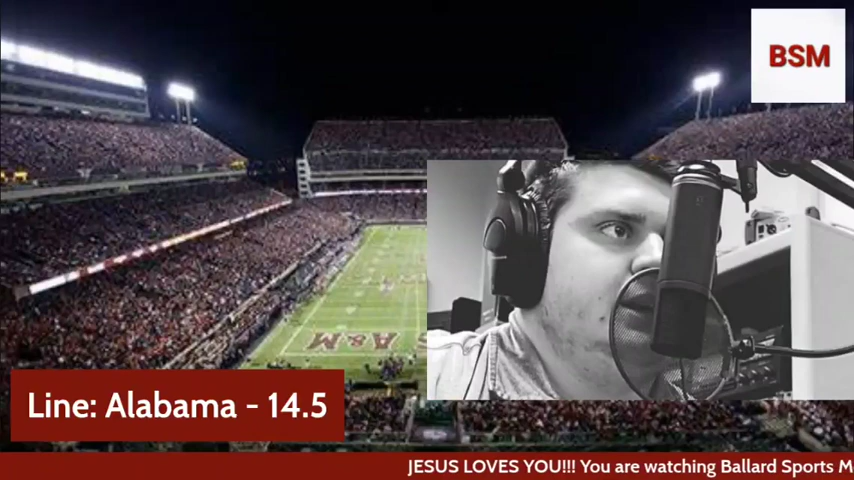 BSM
A&M
Line: Alabama - 14.5
JESUS LOVES YOU!!! You are watching Ballard Sports M